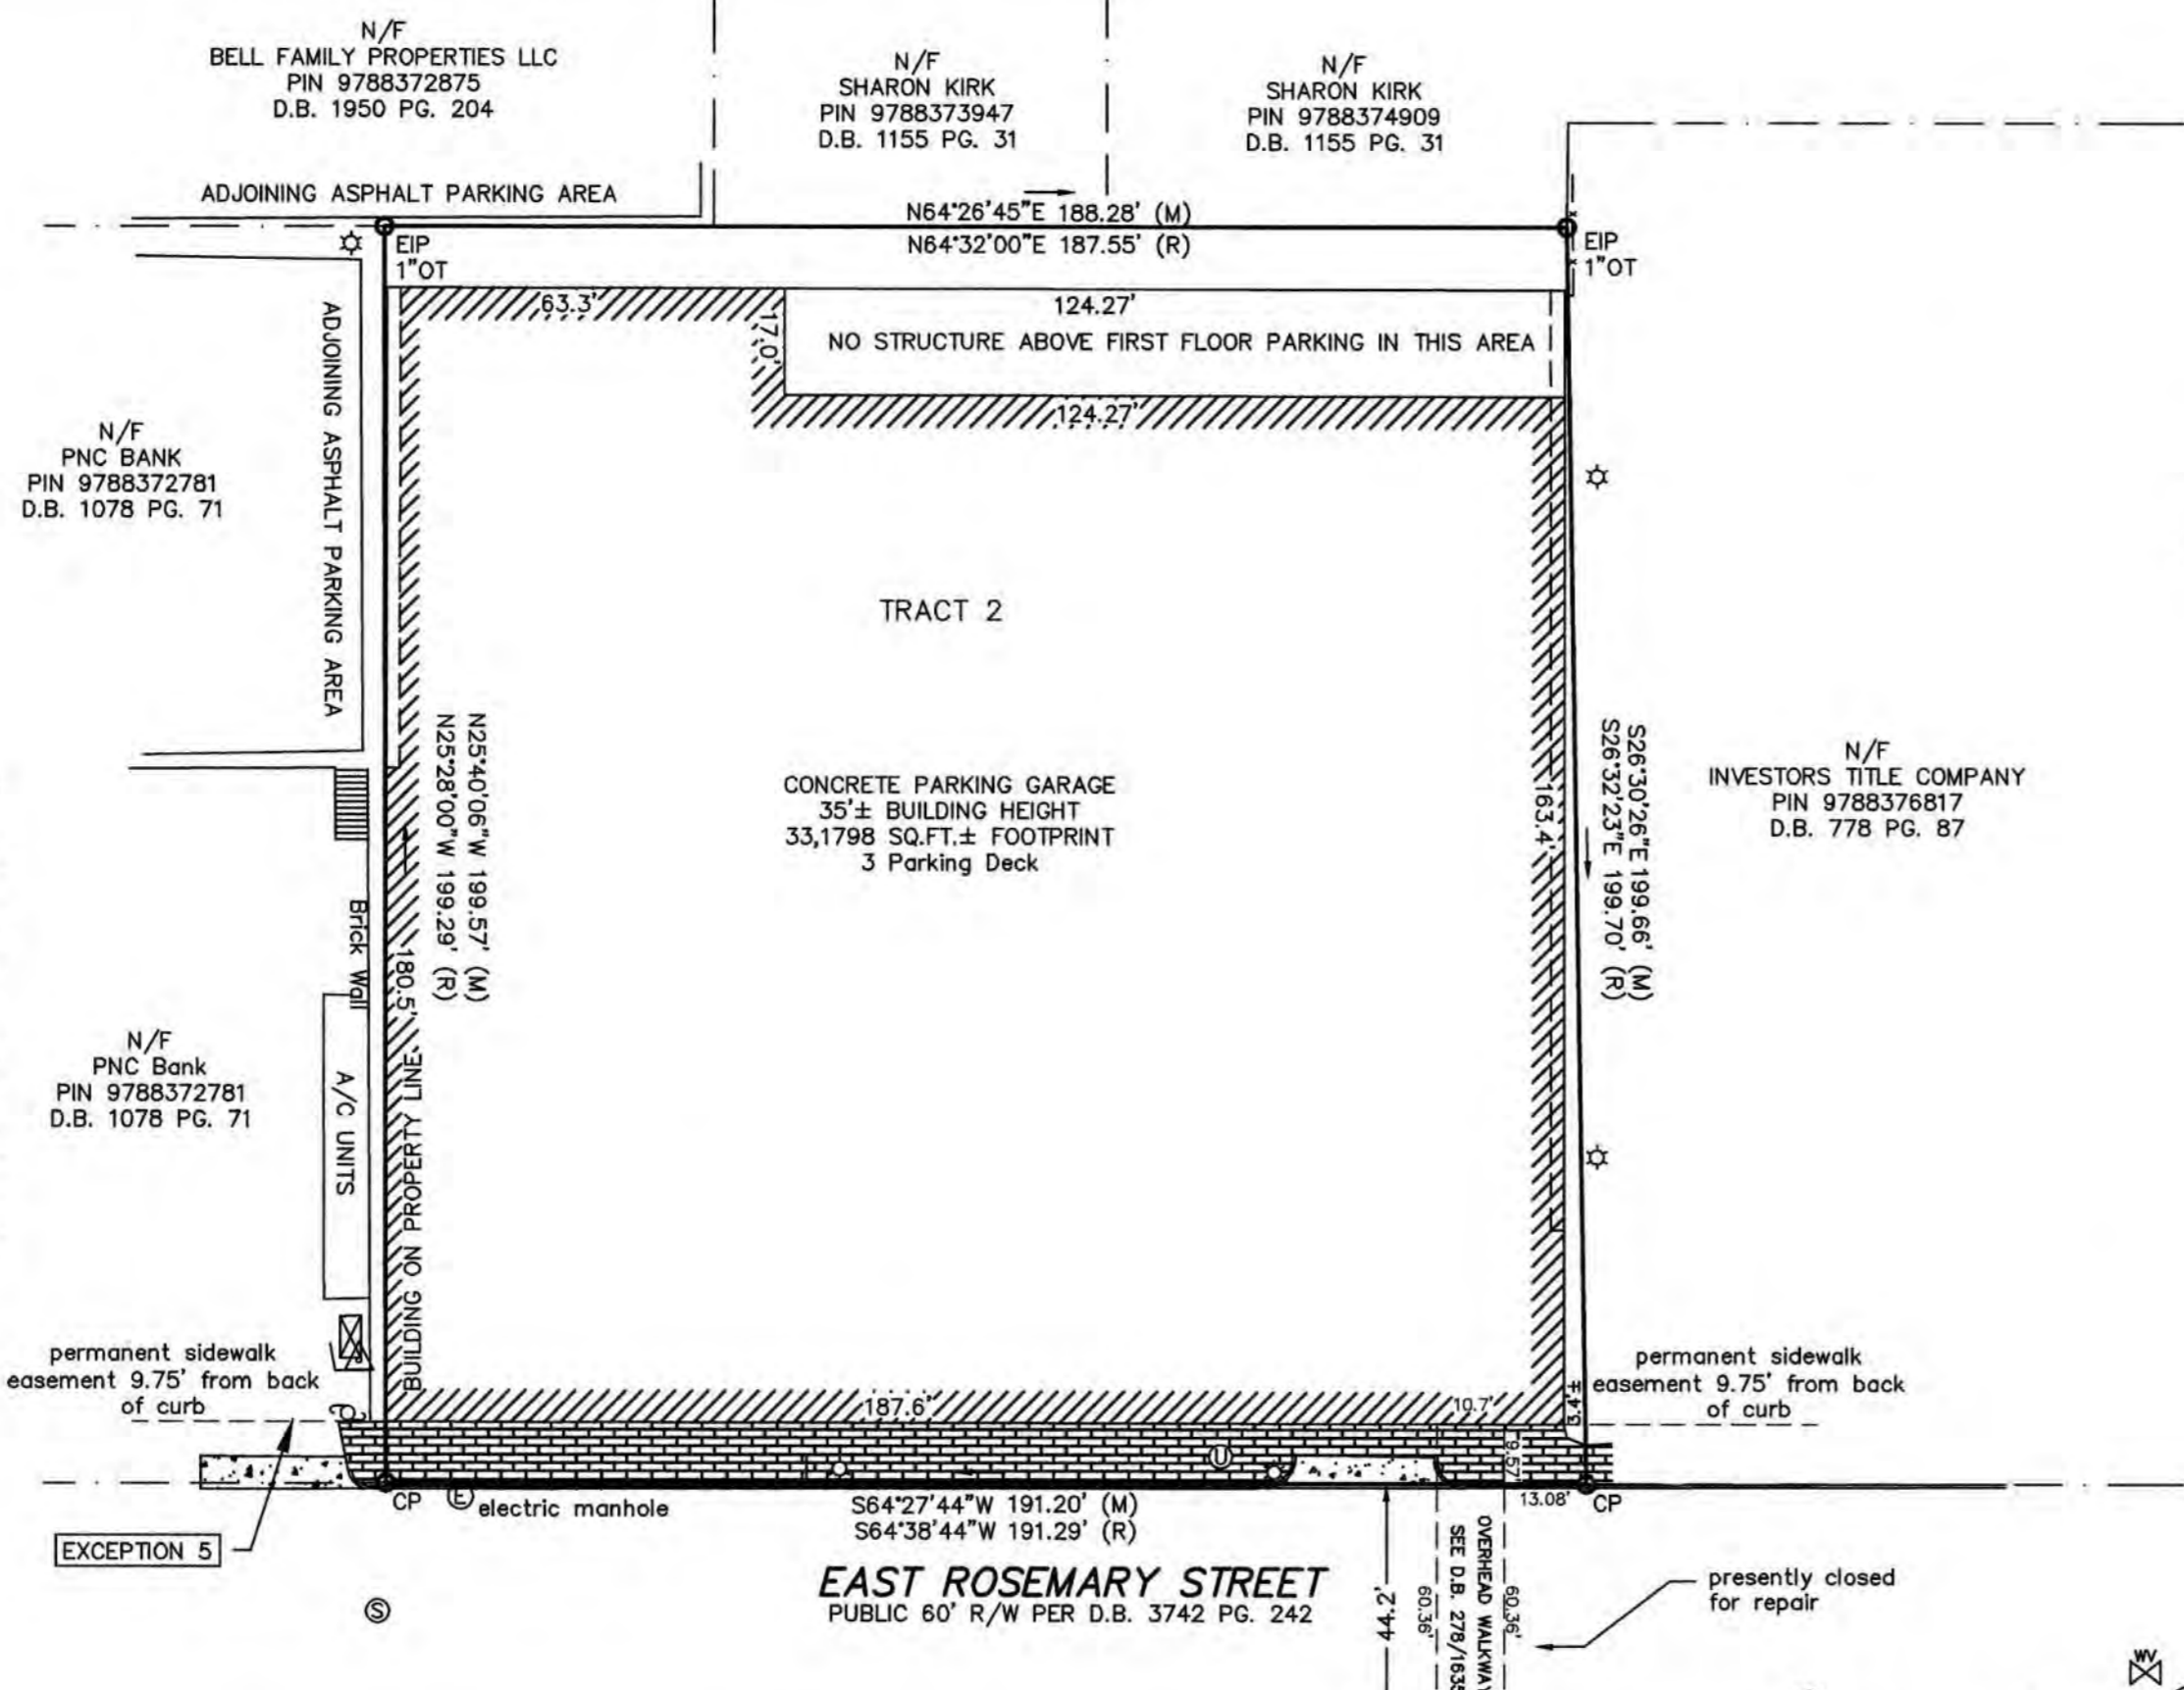 N/F
BELL FAMILY PROPERTIES LLC
PIN 9788372875
D.B. 1950 PG. 204
N/F
SHARON KIRK
PIN 9788373947
D.B. 1155 PG. 31
N/F
SHARON KIRK
PIN 9788374909
D.B. 1155 PG. 31
ADJOINING ASPHALT PARKING AREA
N64°26'45"E 188.28' (M)
N64°32'00"E 187.55' (R)
EIP
1"OT
EIP
1"OT
63.3'
17.0'
124.27'
NO STRUCTURE ABOVE FIRST FLOOR PARKING IN THIS AREA
124.27'
ADJOINING ASPHALT PARKING AREA
N/F
PNC BANK
PIN 9788372781
D.B. 1078 PG. 71
TRACT 2
N25°40'06"W 199.57' (M)
N25°28'00"W 199.29' (R)
CONCRETE PARKING GARAGE
35'± BUILDING HEIGHT
33,1798 SQ.FT.± FOOTPRINT
3 Parking Deck
163.4'
S26°30'26"E 199.66' (M)
S26°32'23"E 199.70' (R)
N/F
INVESTORS TITLE COMPANY
PIN 9788376817
D.B. 778 PG. 87
Brick Wall
180.5'
BUILDING ON PROPERTY LINE
A/C UNITS
N/F
PNC Bank
PIN 9788372781
D.B. 1078 PG. 71
permanent sidewalk
easement 9.75' from back
of curb
187.6'
10.7'
3.4'±
permanent sidewalk
easement 9.75' from back
of curb
U
9.57'
13.08'
CP
E
electric manhole
CP
S64°27'44"W 191.20' (M)
S64°38'44"W 191.29' (R)
EXCEPTION 5
EAST ROSEMARY STREET
PUBLIC 60' R/W PER D.B. 3742 PG. 242
S
44.2'
60.36'
SEE D.B. 278/1635
OVERHEAD WALKWAY
60.36'
presently closed
for repair
WV